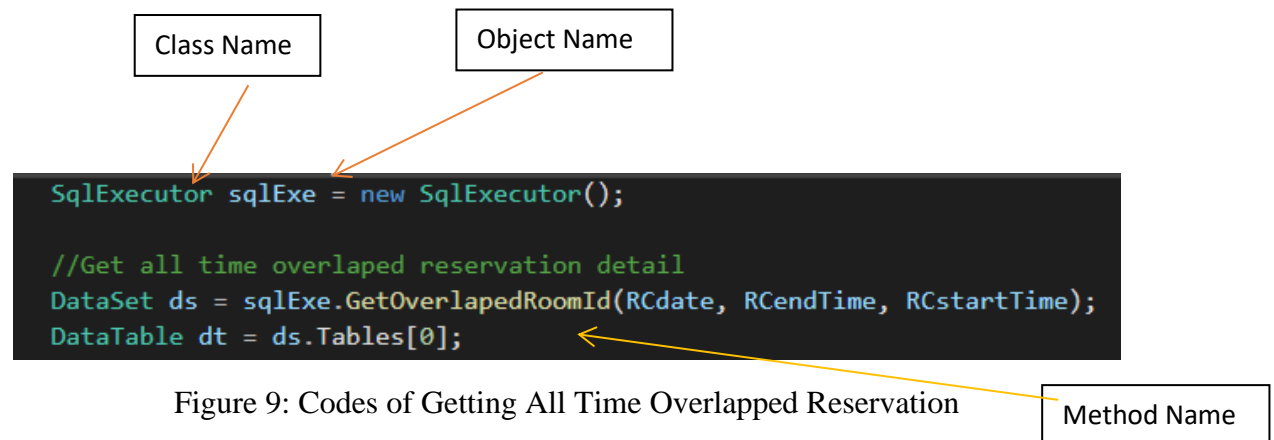 Class Name
Object Name
SqlExecutor sqlExe = new SqlExecutor();
//Get all time overlaped reservation detail
DataSet ds = sqlExe.GetOverlapedRoomId(RCdate, RCendTime, RCstartTime);
DataTable dt = ds.Tables[0];
Figure 9: Codes of Getting All Time Overlapped Reservation
Method Name